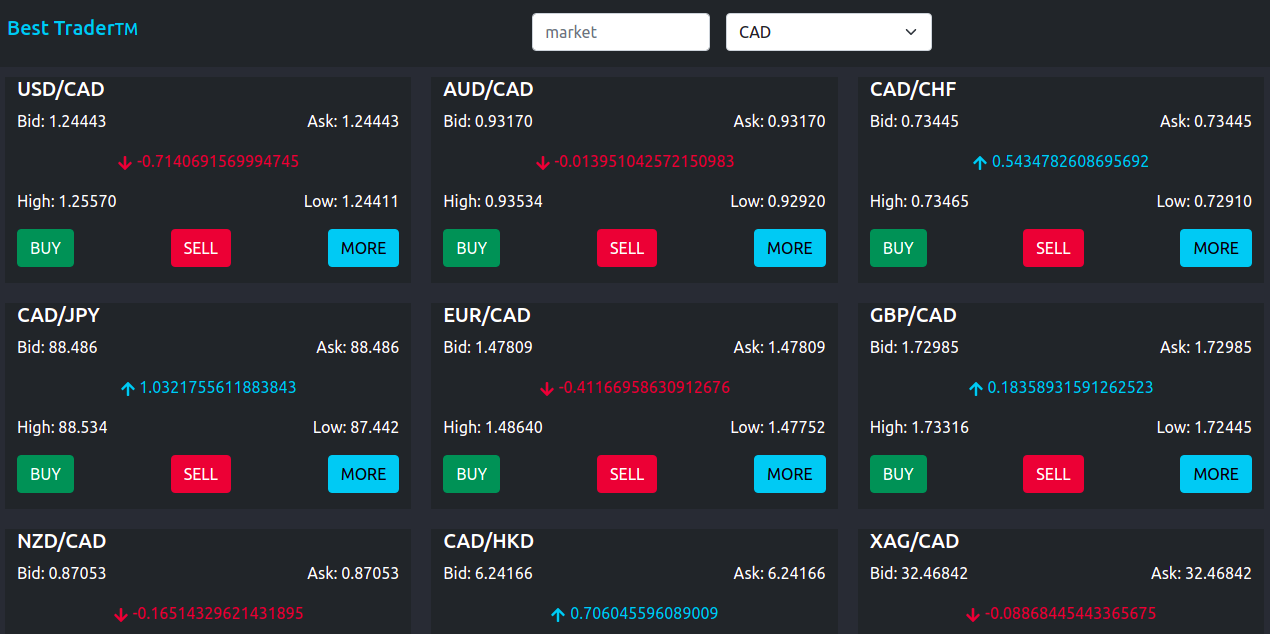 Best Trader™ market CAD
USD/CAD AUD/CAD CAD/CHF
Bid: 1.24443 Ask: 1.24443 Bid: 0.93170 Ask: 0.93170 Bid: 0.73445 Ask: 0.73445
-0.7140691569994745 -0.013951042572150983 0.5434782608695692
High: 1.25570 Low: 1.24411 High: 0.93534 Low: 0.92920 High: 0.73465 Low: 0.72910
BUY SELL MORE BUY SELL MORE BUY SELL MORE
CAD/JPY EUR/CAD GBP/CAD
Bid: 88.486 Ask: 88.486 Bid: 1.47809 Ask: 1.47809 Bid: 1.72985 Ask: 1.72985
1.0321755611883843 -0.41166958630912676 0.18358931591262523
High: 88.534 Low: 87.442 High: 1.48640 Low: 1.47752 High: 1.73316 Low: 1.72445
BUY SELL MORE BUY SELL MORE BUY SELL MORE
NZD/CAD CAD/HKD XAG/CAD
Bid: 0.87053 Ask: 0.87053 Bid: 6.24166 Ask: 6.24166 Bid: 32.46842 Ask: 32.46842
-0.16514329621431895 0.706045596089009 -0.08868445443365675